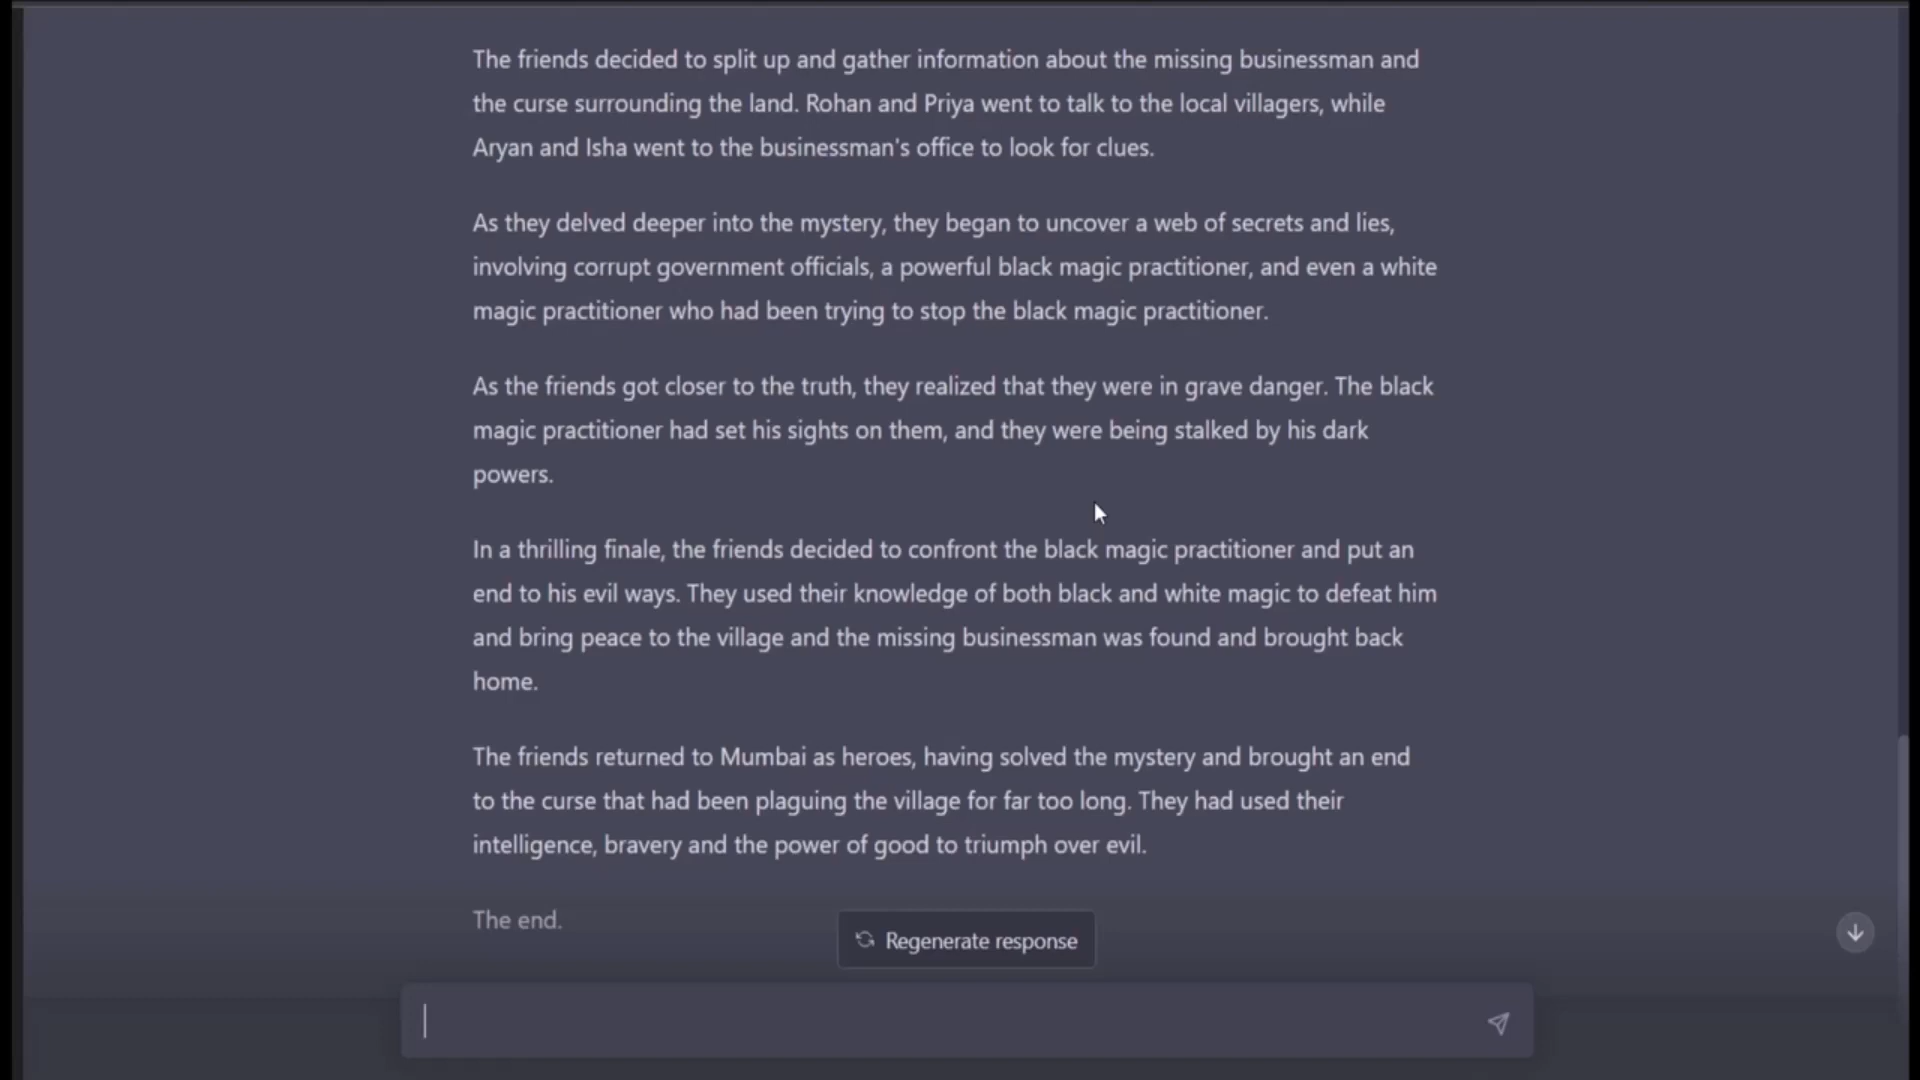 The friends decided to split up and gather information about the missing businessman and
the curse surrounding the land. Rohan and Priya went to talk to the local villagers, while
Aryan and Isha went to the businessman's office to look for clues.
As they delved deeper into the mystery, they began to uncover a web of secrets and lies,
involving corrupt government officials, a powerful black magic practitioner, and even a white
magic practitioner who had been trying to stop the black magic practitioner.
As the friends got closer to the truth, they realized that they were in grave danger. The black
magic practitioner had set his sights on them, and they were being stalked by his dark
powers.
In a thrilling finale, the friends decided to confront the black magic practitioner and put an
end to his evil ways. They used their knowledge of both black and white magic to defeat him
and bring peace to the village and the missing businessman was found and brought back
home.
The friends returned to Mumbai as heroes, having solved the mystery and brought an end
to the curse that had been plaguing the village for far too long. They had used their
intelligence, bravery and the power of good to triumph over evil.
The end.
Regenerate response